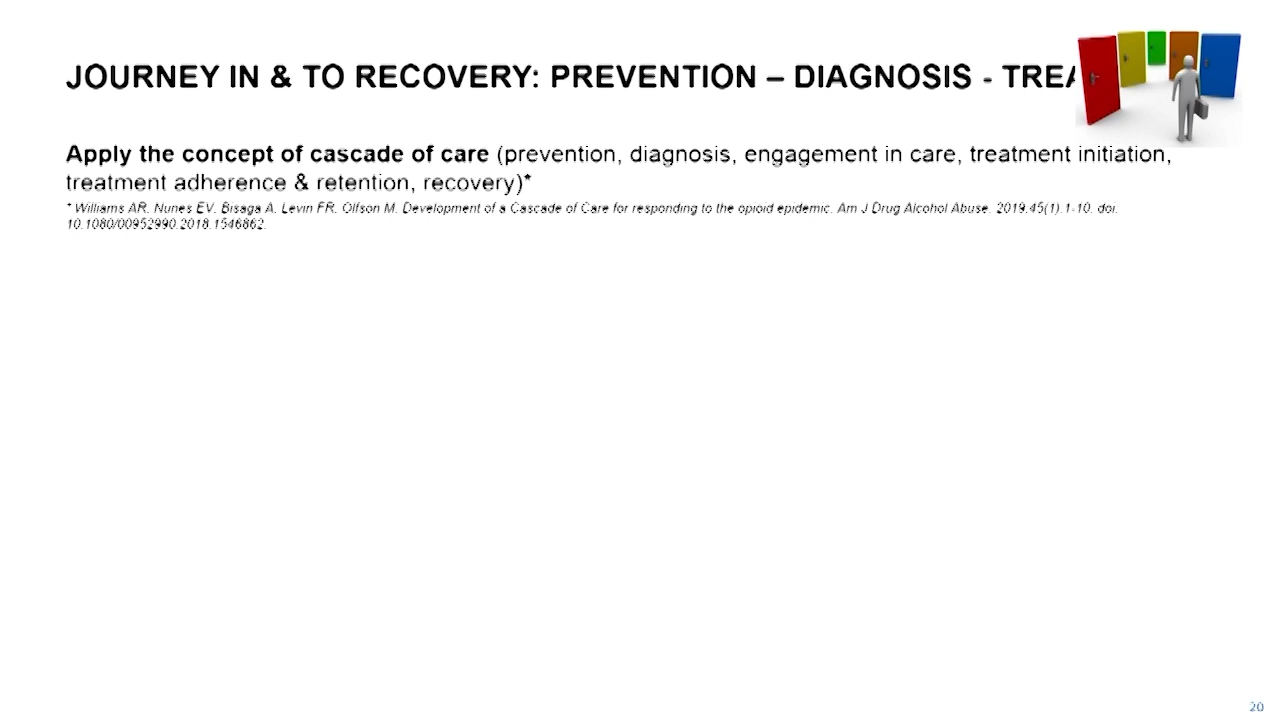 JOURNEY IN & TO RECOVERY: PREVENTION – DIAGNOSIS - TREA
Apply the concept of cascade of care (prevention, diagnosis, engagement in care, treatment initiation,
treatment adherence & retention, recovery)*
* Williams AR. Nunes EV. Bisaga A. Levin FR. Olfson M. Development of a Cascade of Care for responding to the opioid epidemic. Am J Drug Alcohol Abuse. 2019.45(1).1-10. doi.
10.1080/00952990.2018.1546862.
20